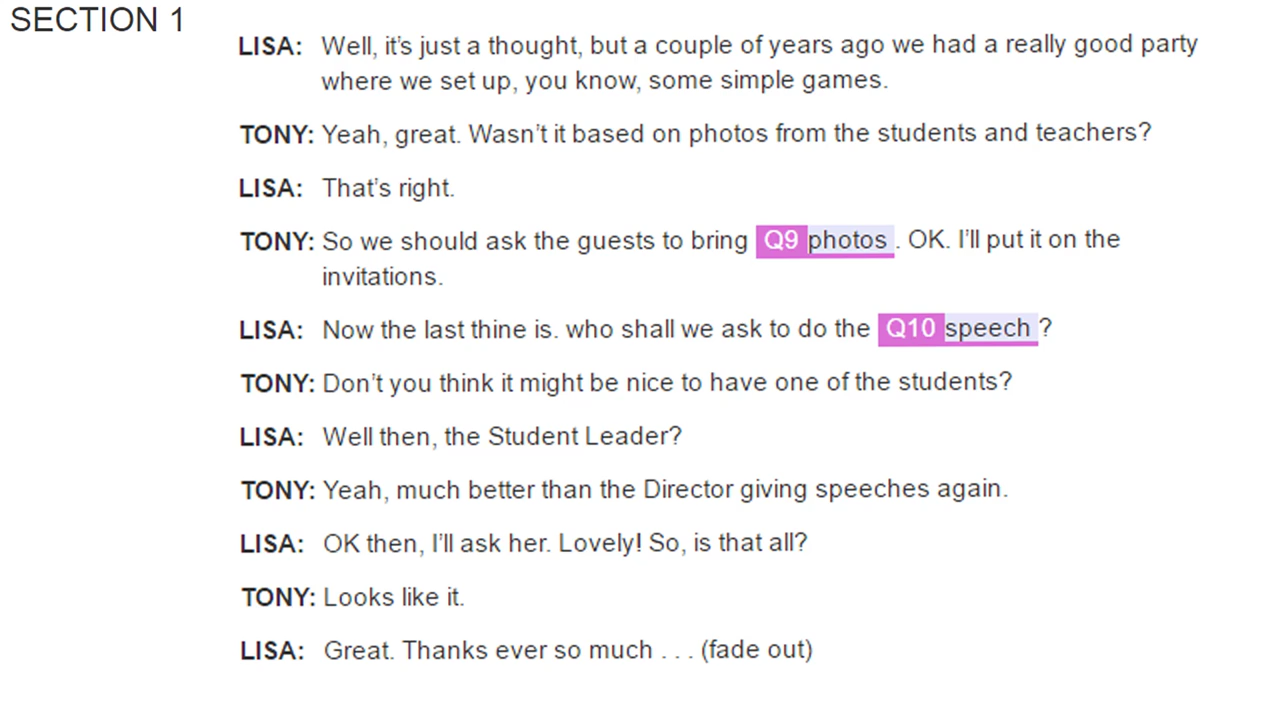 SECTION 1
LISA: Well, it's just a thought, but a couple of years ago we had a really good party
where we set up, you know, some simple games.
TONY: Yeah, great. Wasn't it based on photos from the students and teachers?
LISA: That's right.
TONY: So we should ask the guests to bring Q9 photos . OK. I'll put it on the
invitations.
LISA: Now the last thine is. who shall we ask to do the Q10 speech ?
TONY: Don't you think it might be nice to have one of the students?
LISA: Well then, the Student Leader?
TONY: Yeah, much better than the Director giving speeches again.
LISA: OK then, I'll ask her. Lovely! So, is that all?
TONY: Looks like it.
LISA: Great. Thanks ever so much . . . (fade out)